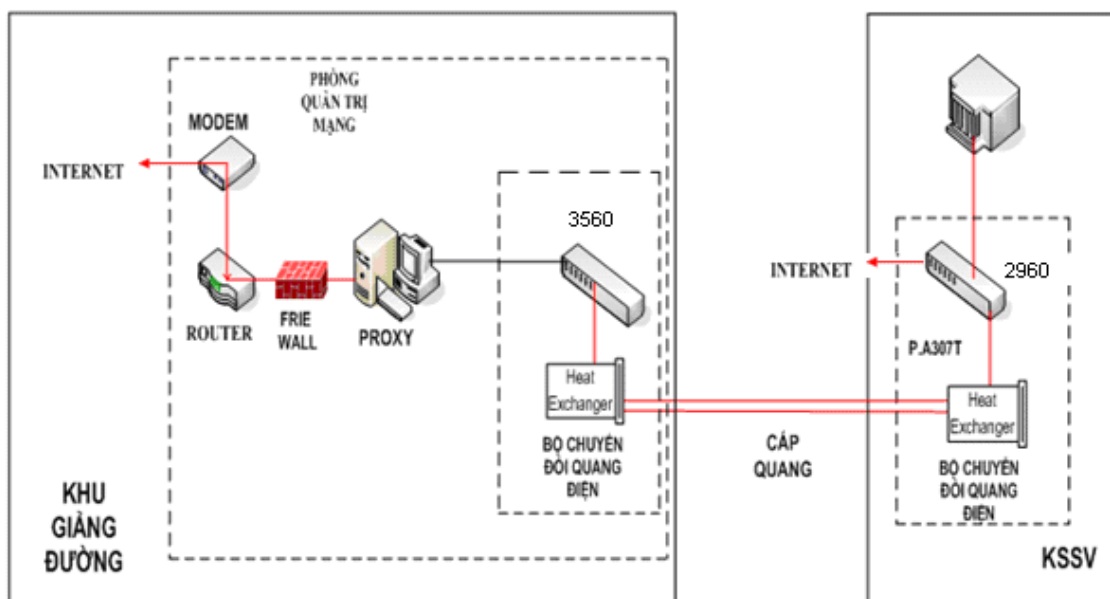 PHÒNG
QUẢN TRỊ
MẠNG
MODEM
INTERNET
ROUTER
FRIE
WALL
PROXY
3560
Heat
Exchanger
BỘ CHUYỂN
ĐỔI QUANG
ĐIỆN
KHU
GIẢNG
ĐƯỜNG
CÁP
QUANG
INTERNET
2960
P.A307T
Heat
Exchanger
BỘ CHUYỂN
ĐỔI QUANG
ĐIỆN
KSSV